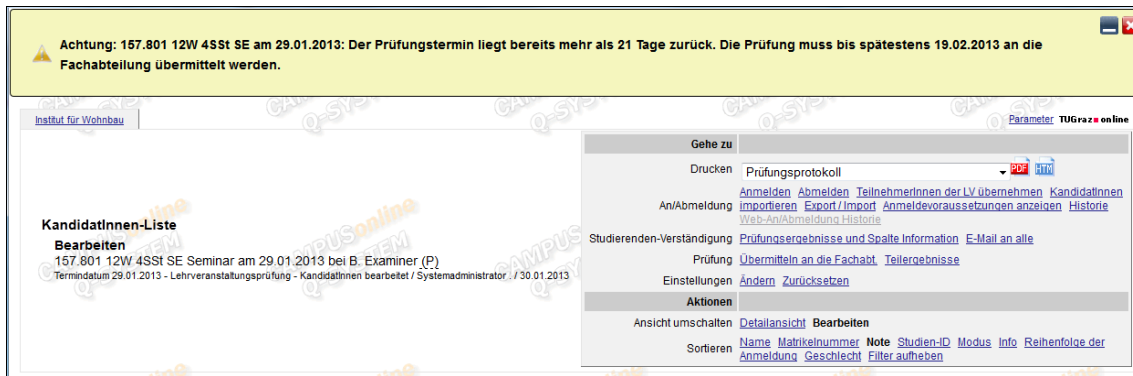 Achtung: 157.801 12W 4SSt SE am 29.01.2013: Der Prüfungstermin liegt bereits mehr als 21 Tage zurück. Die Prüfung muss bis spätestens 19.02.2013 an die
Fachabteilung übermittelt werden.
Institut für Wohnbau
Parameter TUGraz online
KandidatInnen-Liste
Bearbeiten
157.801 12W 4SSt SE Seminar am 29.01.2013 bei B. Examiner (P)
Termindatum 29.01.2013 - Lehrveranstaltungsprüfung - KandidatInnen bearbeitet / Systemadministrator . / 30.01.2013
Gehe zu
Drucken Prüfungsprotokoll PDF HTM
An/Abmeldung Anmelden Abmelden TeilnehmerInnen der LV übernehmen KandidatInnen
importieren Export / Import Anmeldevoraussetzungen anzeigen Historie
Web-An/Abmeldung Historie
Studierenden-Verständigung Prüfungsergebnisse und Spalte Information E-Mail an alle
Prüfung Übermitteln an die Fachabt. Teilergebnisse
Einstellungen Ändern Zurücksetzen
Aktionen
Ansicht umschalten Detailansicht Bearbeiten
Sortieren Name Matrikelnummer Note Studien-ID Modus Info Reihenfolge der
Anmeldung Geschlecht Filter aufheben